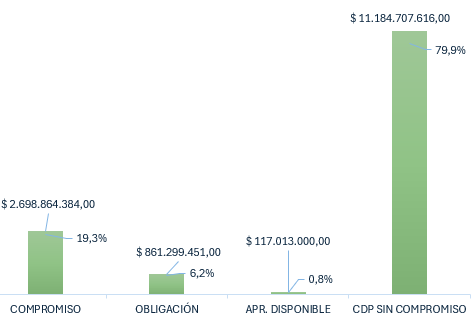 $ 11.184.707.616,00
79,9%
$ 2.698.864.384,00
19,3%
$ 861.299.451,00
6,2%
$ 117.013.000,00
0,8%
COMPROMISO
OBLIGACIÓN
APR. DISPONIBLE
CDP SIN COMPROMISO